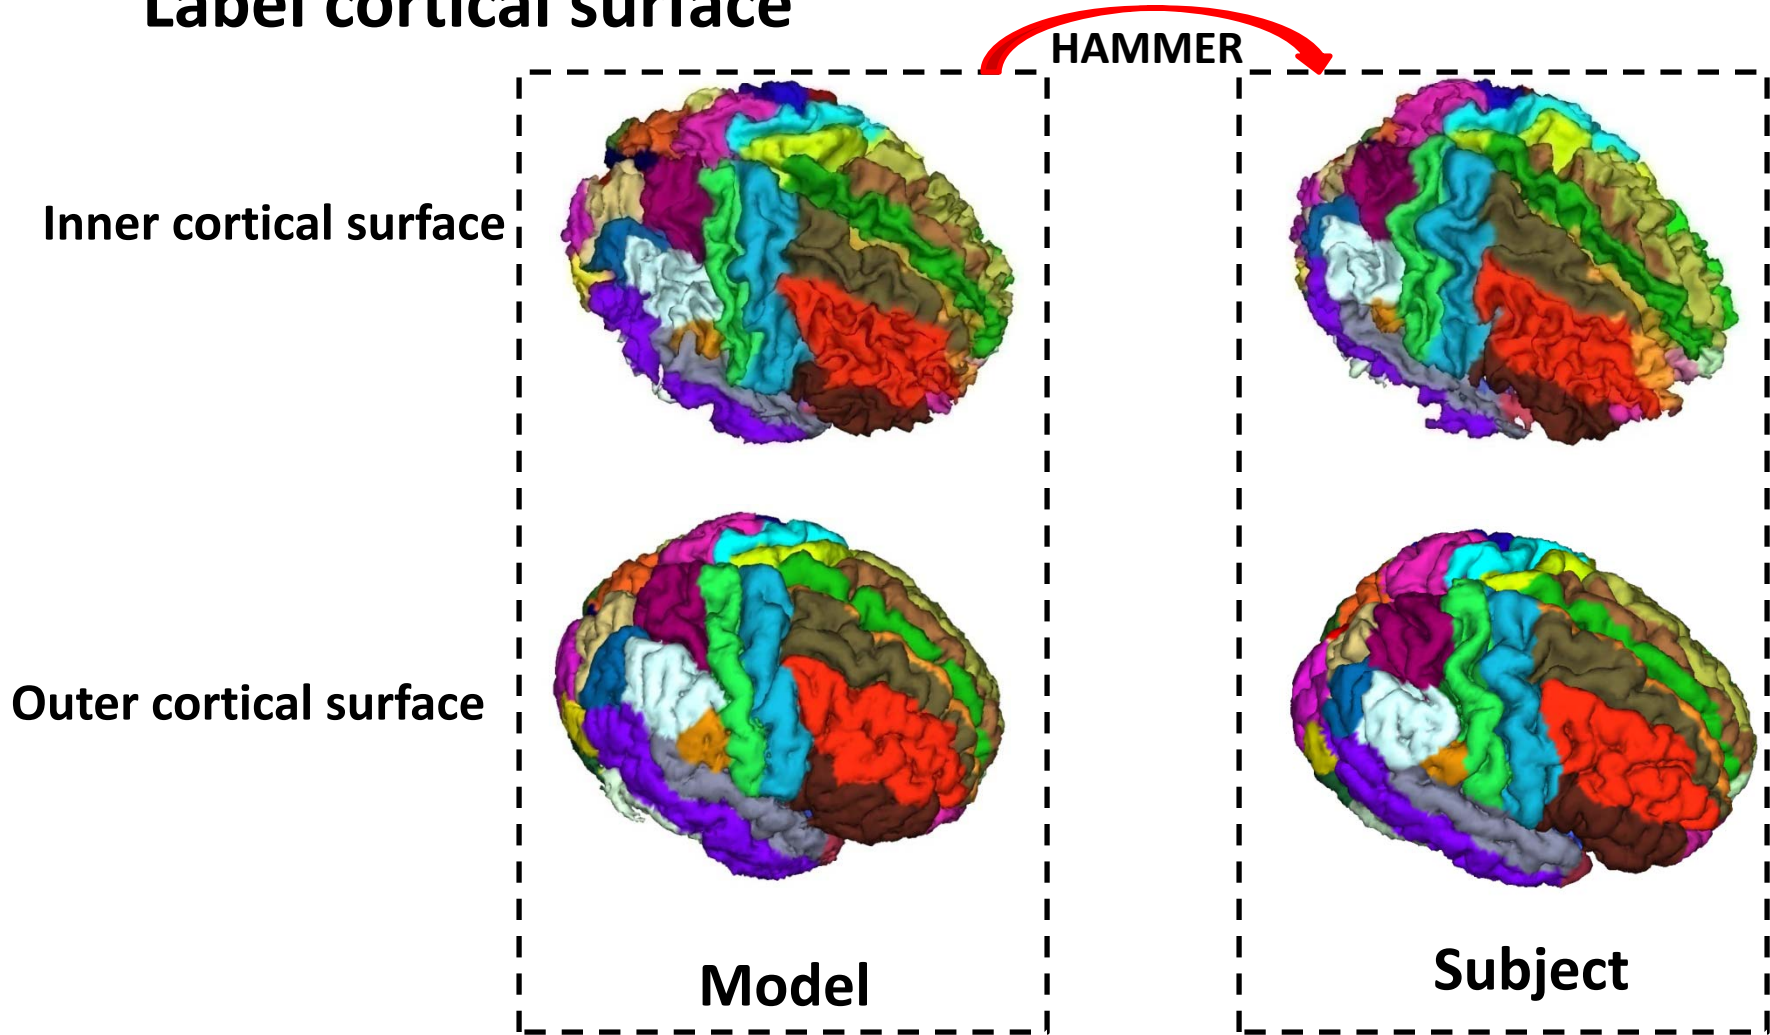 Label cortical surface
HAMMER
Inner cortical surface
Outer cortical surface
Model
Subject